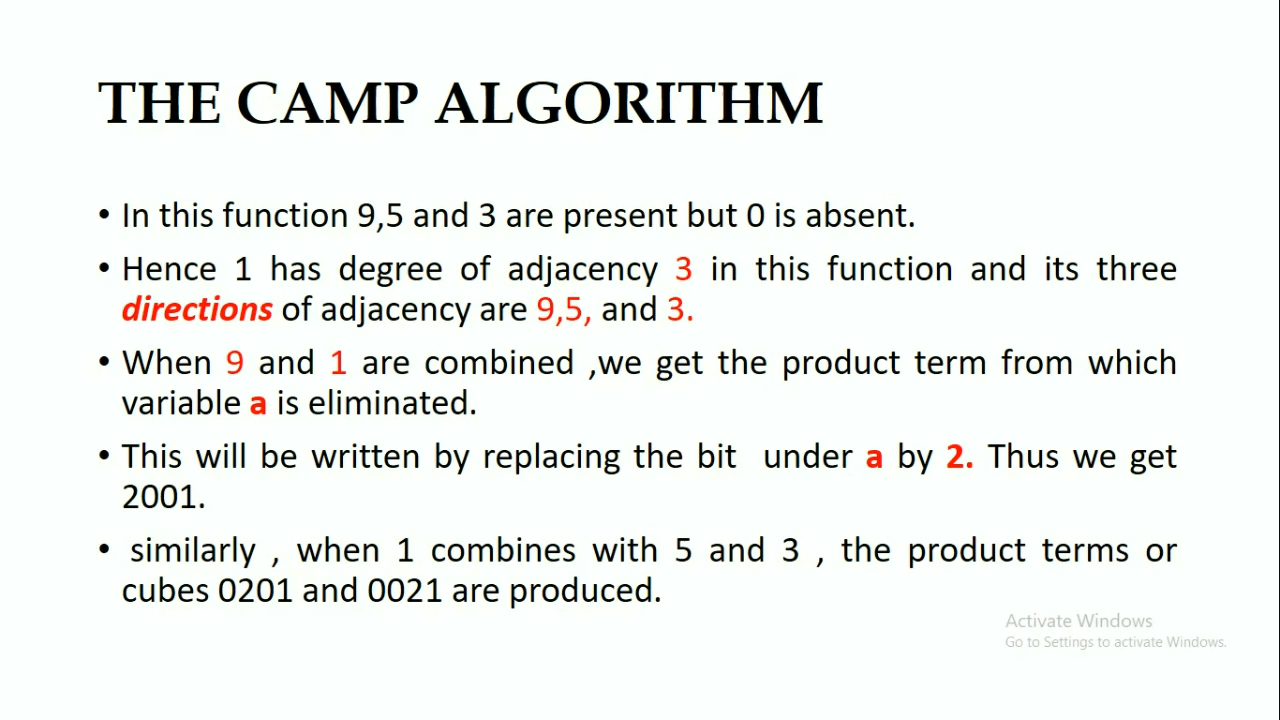 THE CAMP ALGORITHM
• In this function 9,5 and 3 are present but 0 is absent.
• Hence 1 has degree of adjacency 3 in this function and its three
directions of adjacency are 9,5, and 3.
• When 9 and 1 are combined ,we get the product term from which
variable a is eliminated.
• This will be written by replacing the bit under a by 2. Thus we get
2001.
• similarly , when 1 combines with 5 and 3 , the product terms or
cubes 0201 and 0021 are produced.
Activate Windows
Go to Settings to activate Windows.